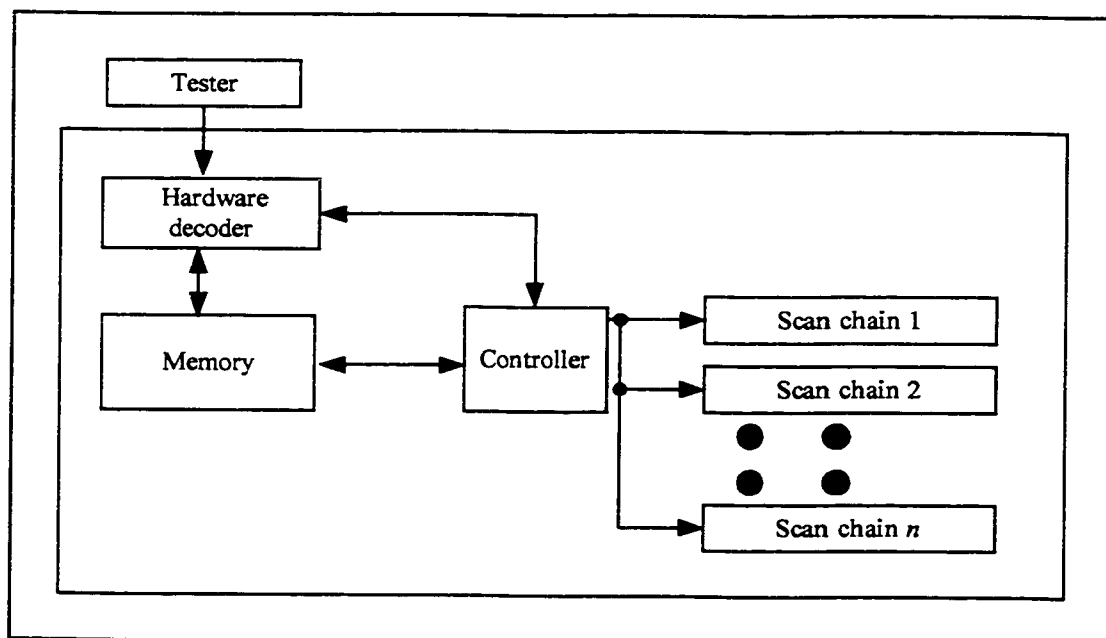 Tester
Hardware
decoder
Memory
Controller
Scan chain 1
Scan chain 2
Scan chain n